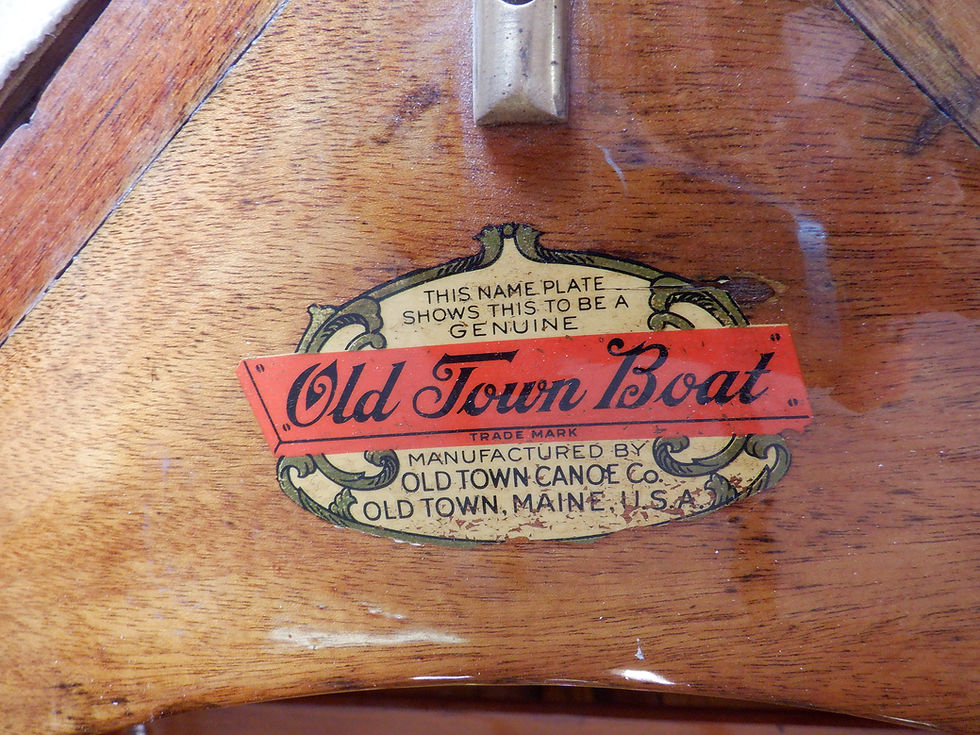 THIS NAME PLATE
SHOWS THIS TO BE A
GENUINE
Old Town Boat
TRADE MARK
MANUFACTURED BY
OLD TOWN CANOE Co.
OLD TOWN, MAINE, U.S.A.